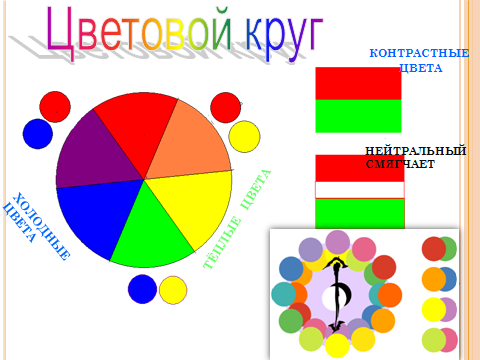 Цветовой круг
КОНТРАСТНЫЕ
ЦВЕТА
НЕЙТРАЛЬНЫЙ
СМЯГЧАЕТ
ХОЛОДНЫЕ
ЦВЕТА
ТЁПЛЫЕ ЦВЕТА